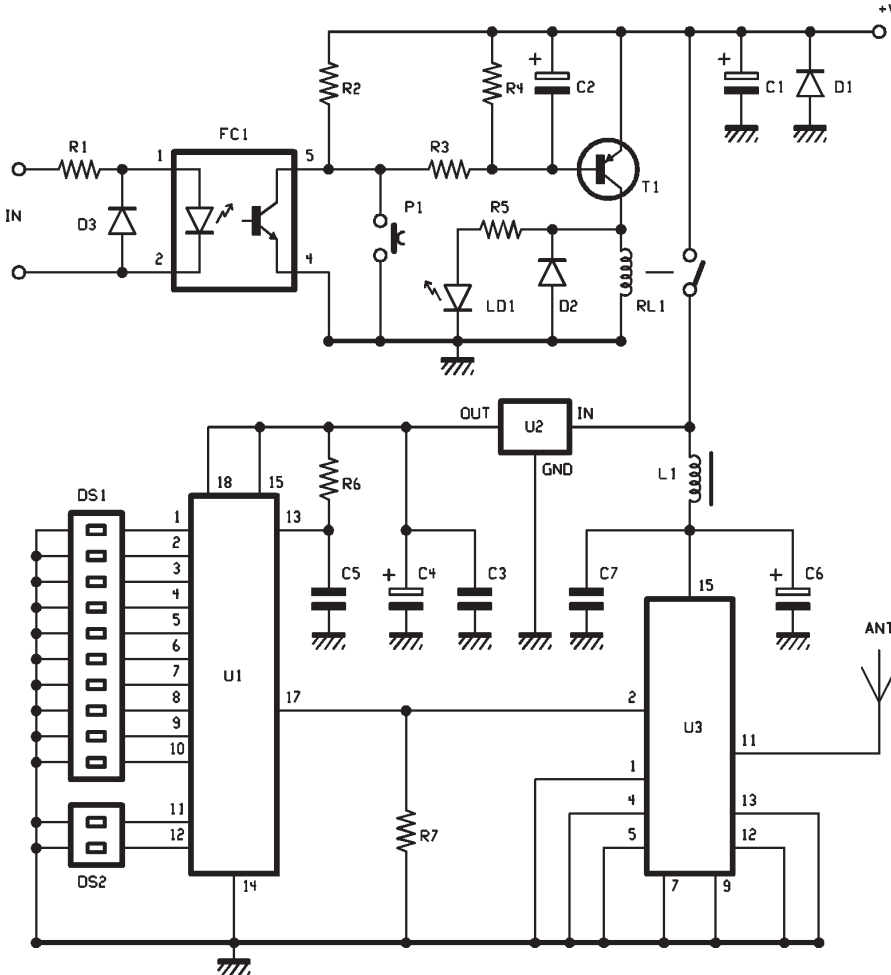 +V
R2
R4
+
C2
+
C1
D1
FC1
R1
1
5
R3
T1
IN
D3
P1
R5
2
4
LD1
D2
RL1
OUT
U2
IN
GND
L1
18
15
R6
DS1
1
13
2
3
C5
+
C4
C3
C7
+
C6
4
15
5
6
ANT
7
U1
8
17
2
9
U3
10
11
1
11
4
13
12
R7
5
12
DS2
14
7
9